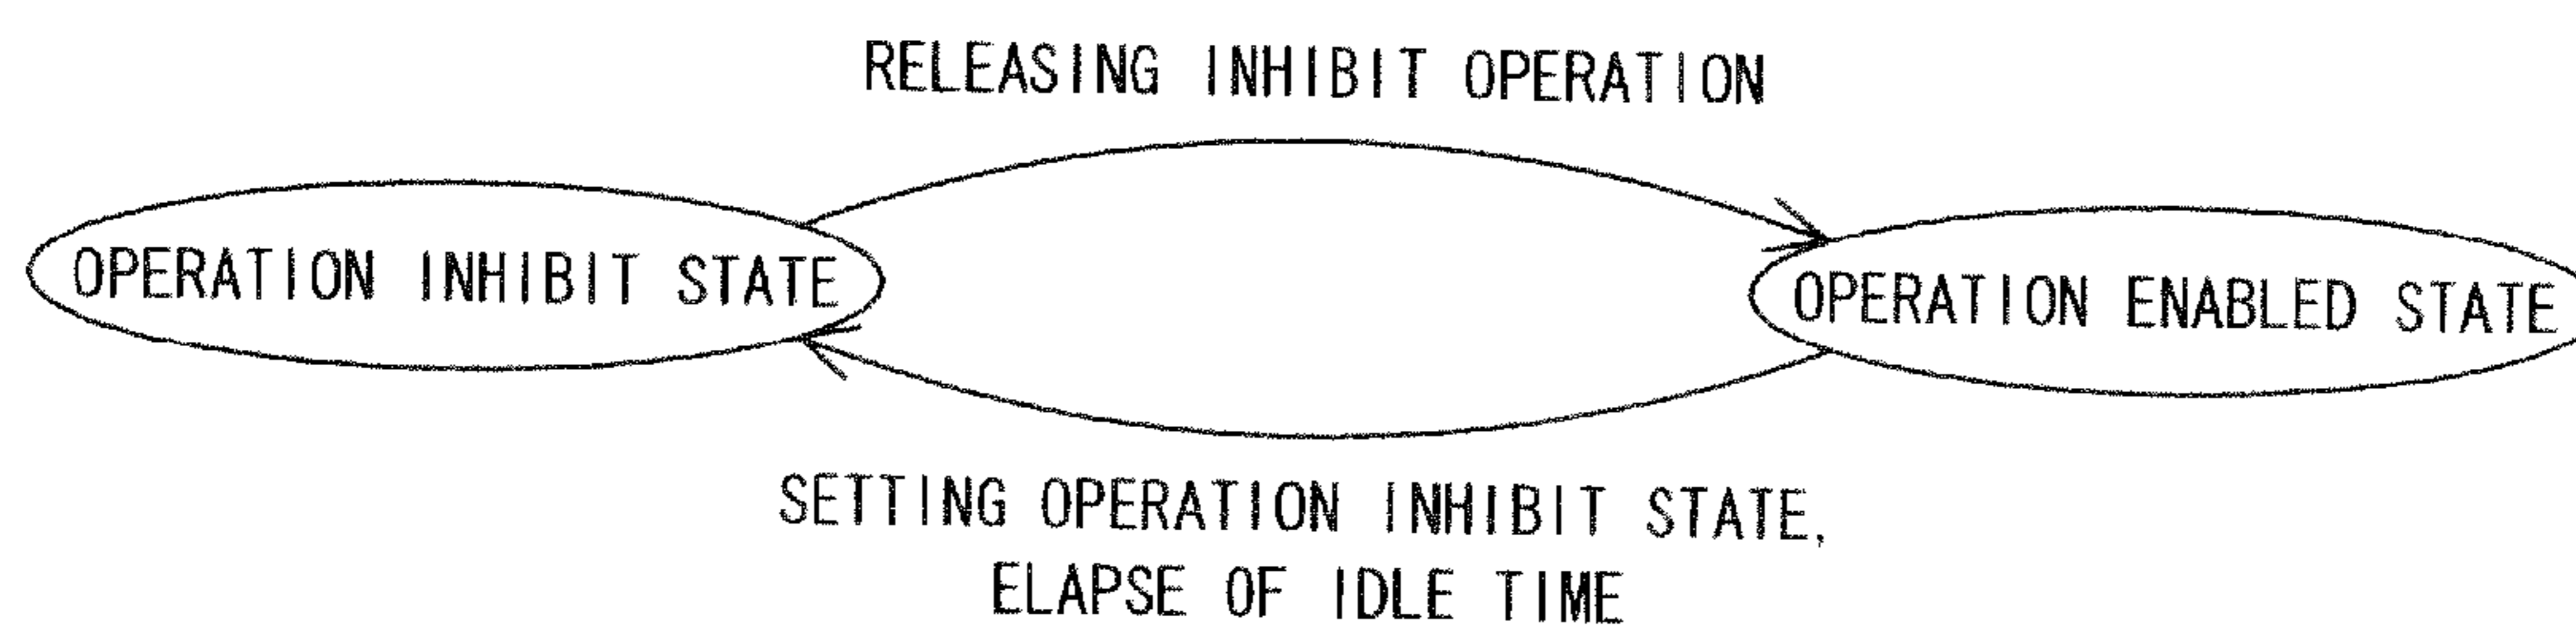 RELEASING INHIBIT OPERATION
OPERATION INHIBIT STATE
OPERATION ENABLED STATE
SETTING OPERATION INHIBIT STATE,
ELAPSE OF IDLE TIME